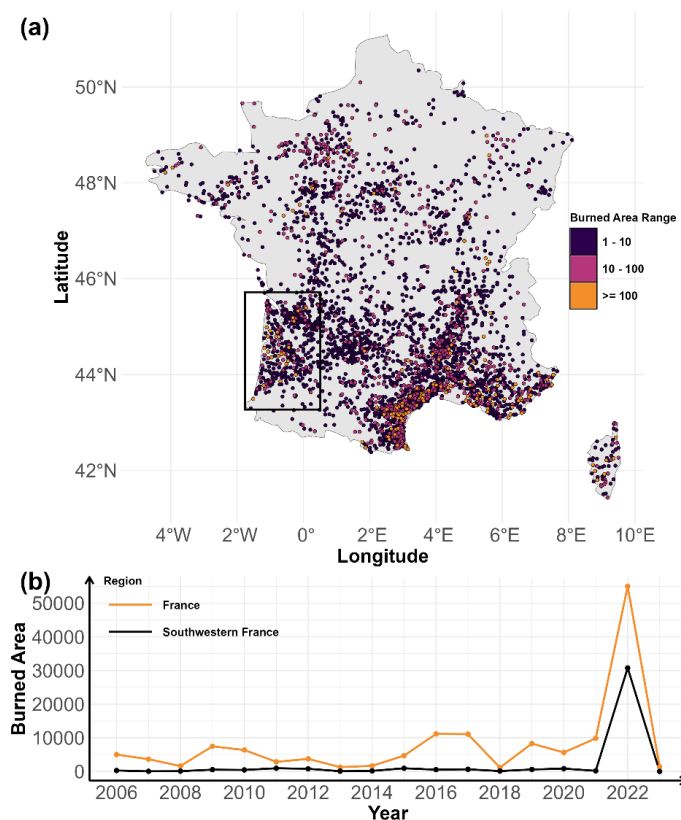 (a)
50°N
48°N
46°N
44°N
42°N
Latitude
Burned Area Range
1 - 10
10 - 100
>= 100
4°W 2°W 0° 2°E 4°E 6°E 8°E 10°E
Longitude
(b)
Region
France
Southwestern France
50000
40000
30000
20000
10000
0
Burned Area
2006 2008 2010 2012 2014 2016 2018 2020 2022
Year